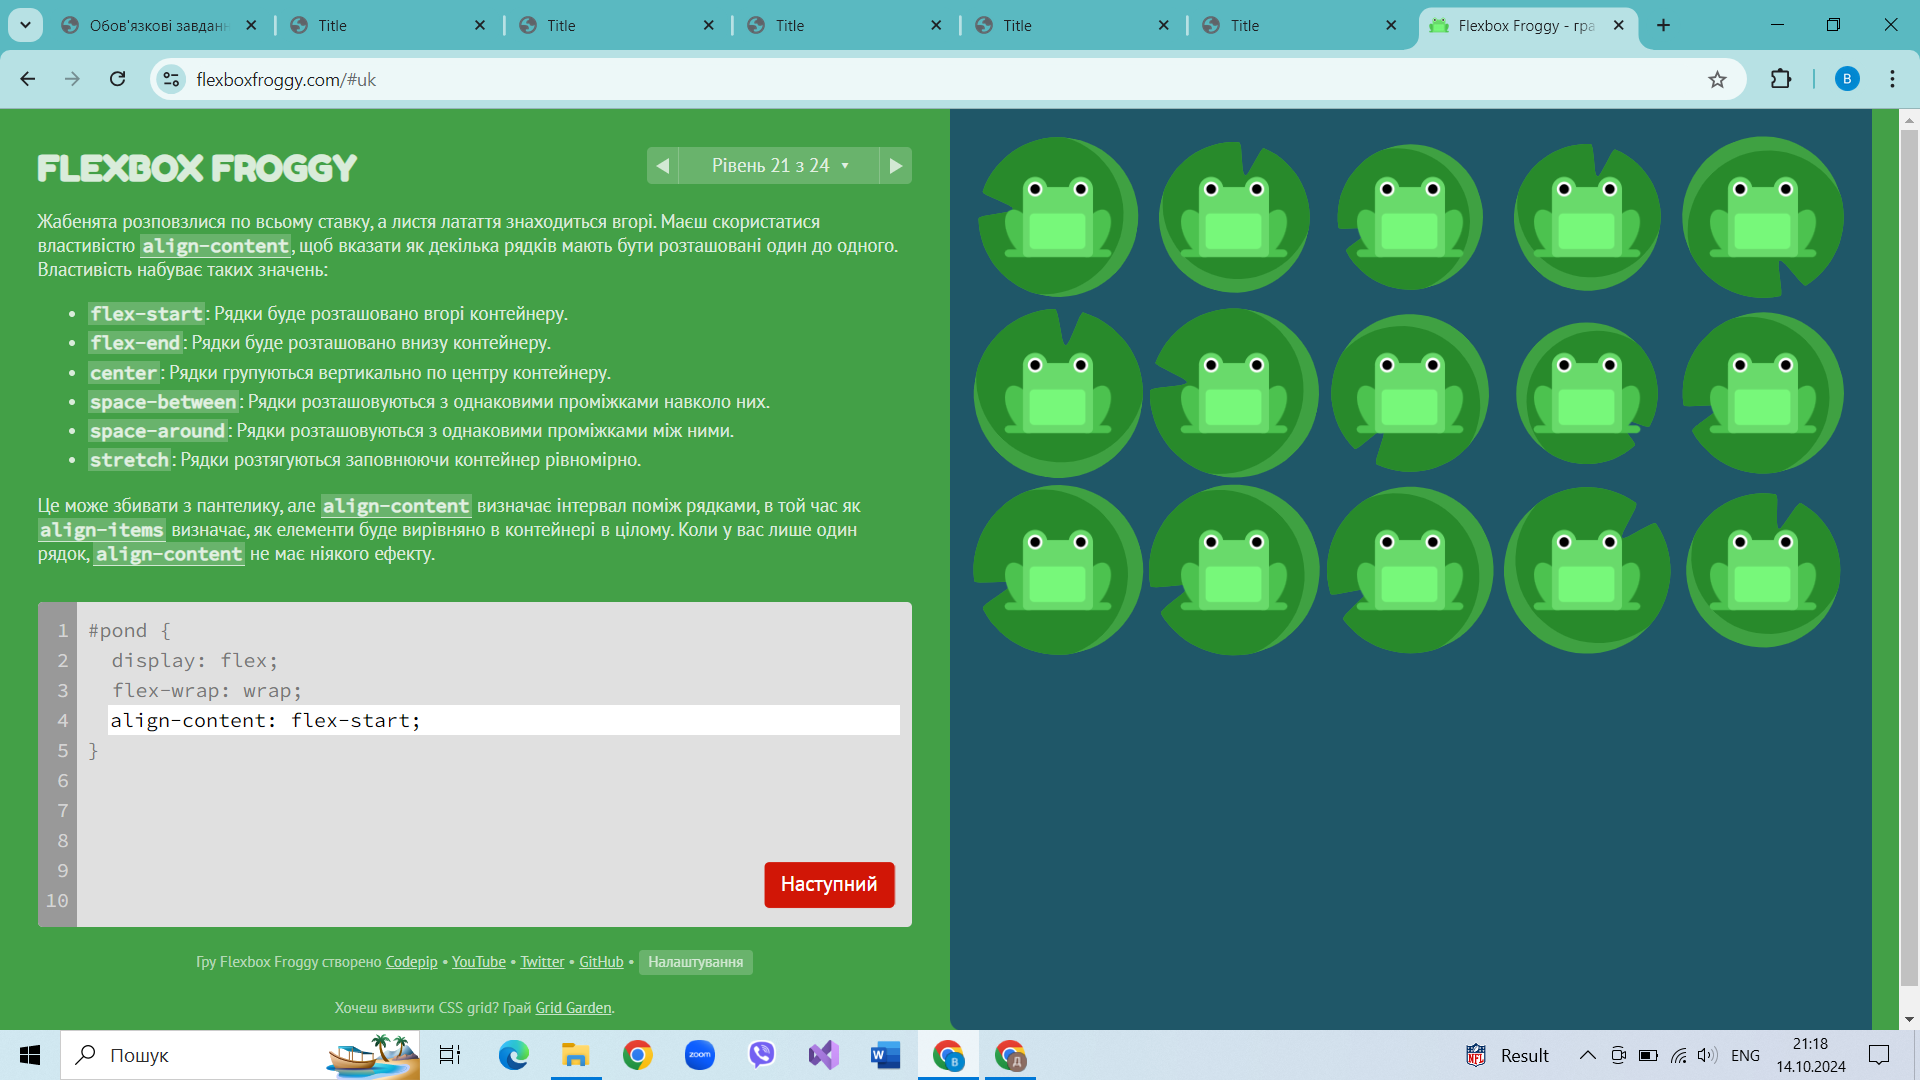 Обов'язкові завдан
Title
Title
Title
Title
Title
Flexbox Froggy - гра
flexboxfroggy.com/#uk
B
FLEXBOX FROGGY
Рівень 21 з 24
Жабенята розповзлися по всьому ставку, а листя латаття знаходиться вгорі. Маєш скористатися
властивістю align-content, щоб вказати як декілька рядків мають бути розташовані один до одного.
Властивість набуває таких значень:
• flex-start: Рядки буде розташовано вгорі контейнеру.
• flex-end: Рядки буде розташовано внизу контейнеру.
• center: Рядки групуються вертикально по центру контейнеру.
• space-between: Рядки розташовуються з однаковими проміжками навколо них.
• space-around: Рядки розташовуються з однаковими проміжками між ними.
• stretch: Рядки розтягуються заповнюючи контейнер рівномірно.
Це може збивати з пантелику, але align-content визначає інтервал поміж рядками, в той час як
align-items визначає, як елементи буде вирівняно в контейнері в цілому. Коли у вас лише один
рядок, align-content не має ніякого ефекту.
1 #pond {
2 display: flex;
3 flex-wrap: wrap;
4 align-content: flex-start;
5 }
6
7
8
9
10
Наступний
Гру Flexbox Froggy створено Codepip • YouTube • Twitter • GitHub • Налаштування
Хочеш вивчити CSS grid? Грай Grid Garden.
Пошук
zoom
W
B
Д
NFL
Result
ENG
21:18
14.10.2024